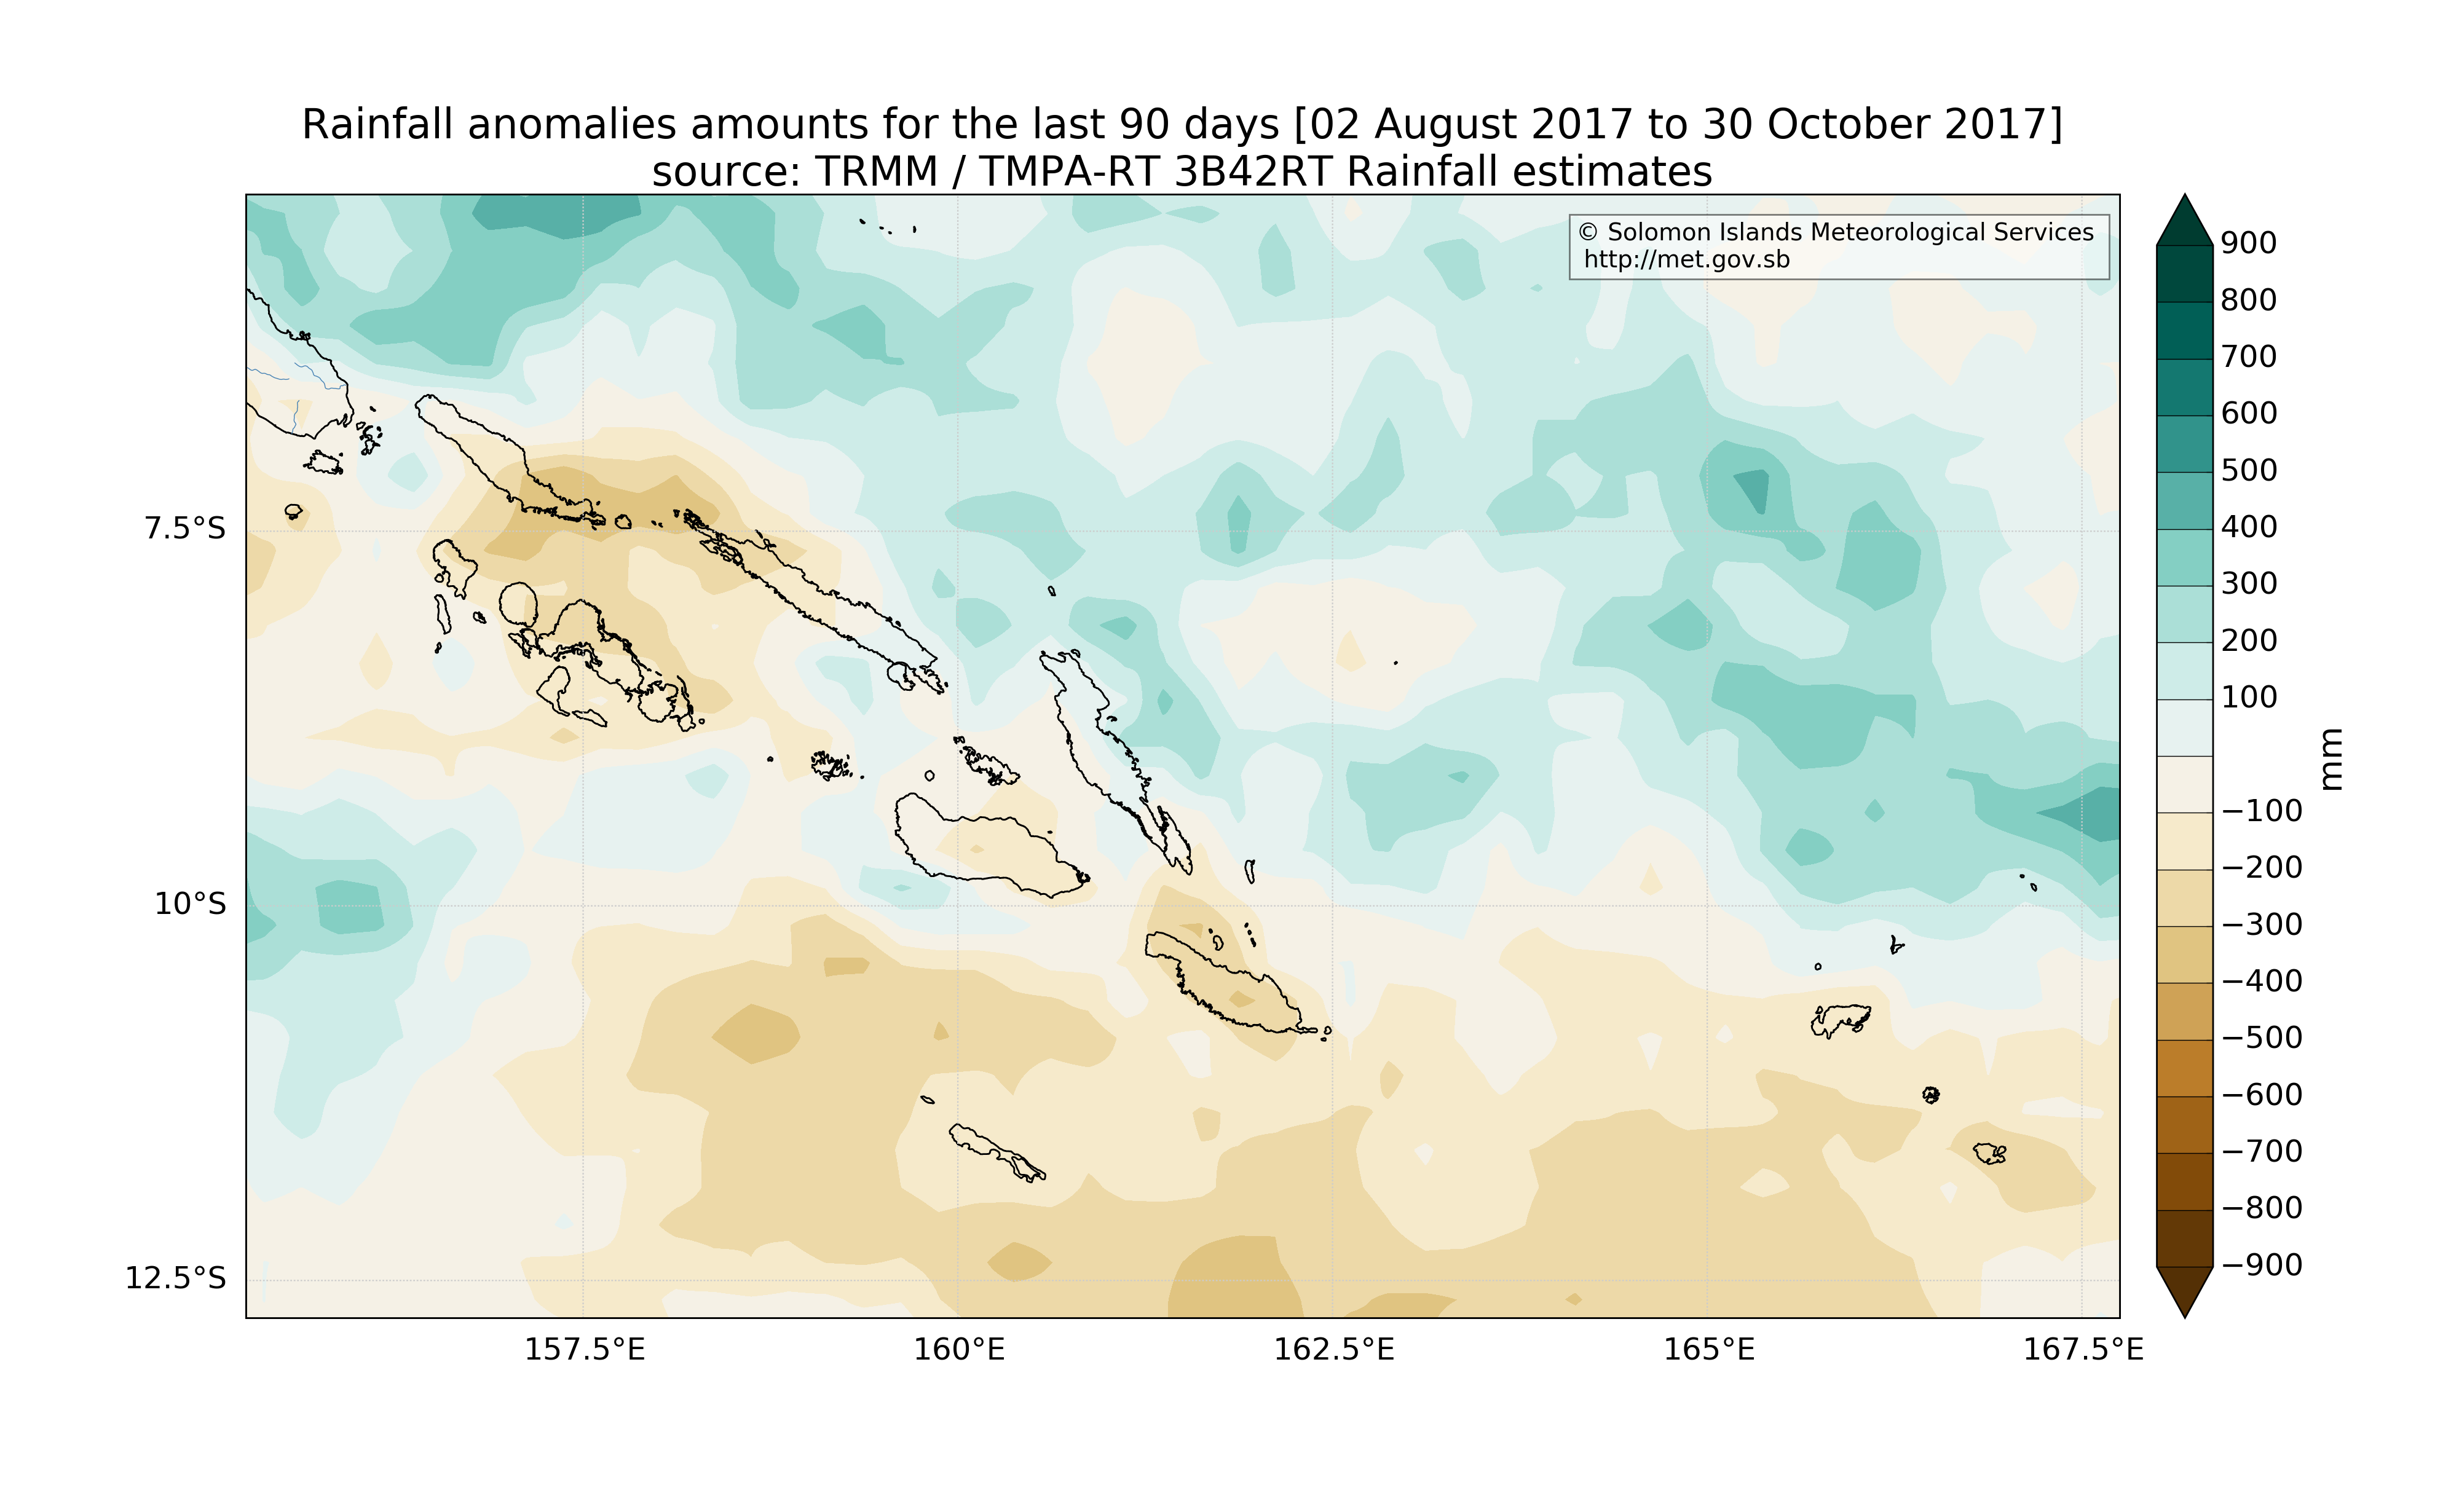 Rainfall anomalies amounts for the last 90 days [02 August 2017 to 30 October 2017]
source: TRMM / TMPA-RT 3B42RT Rainfall estimates
© Solomon Islands Meteorological Services
http://met.gov.sb
7.5°S
10°S
12.5°S
157.5°E
160°E
162.5°E
165°E
167.5°E
900
800
700
600
500
400
300
200
100
−100
−200
−300
−400
−500
−600
−700
−800
−900
mm